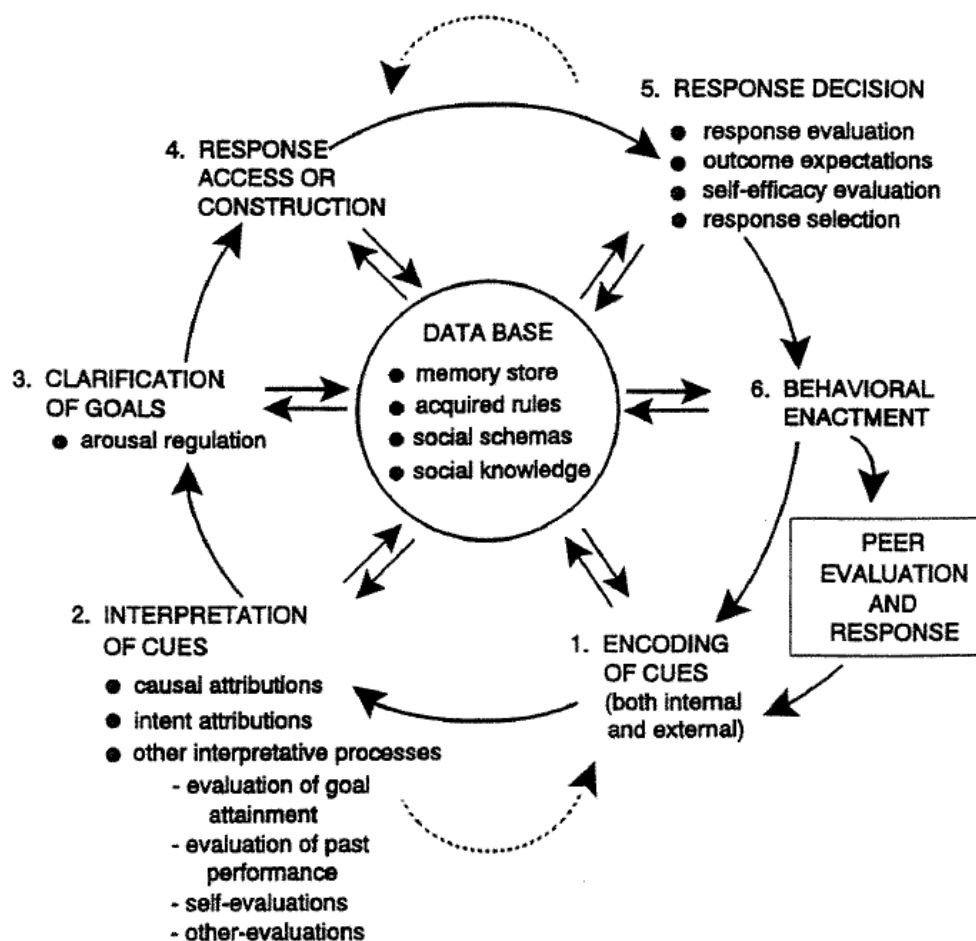 5. RESPONSE DECISION
● response evaluation
● outcome expectations
● self-efficacy evaluation
● response selection
4. RESPONSE
ACCESS OR
CONSTRUCTION
DATA BASE
● memory store
● acquired rules
● social schemas
● social knowledge
3. CLARIFICATION
OF GOALS
● arousal regulation
6. BEHAVIORAL
ENACTMENT
PEER
EVALUATION
AND
RESPONSE
2. INTERPRETATION
OF CUES
● causal attributions
● intent attributions
● other interpretative processes
- evaluation of goal
attainment
- evaluation of past
performance
- self-evaluations
- other-evaluations
1. ENCODING
OF CUES
(both internal
and external)